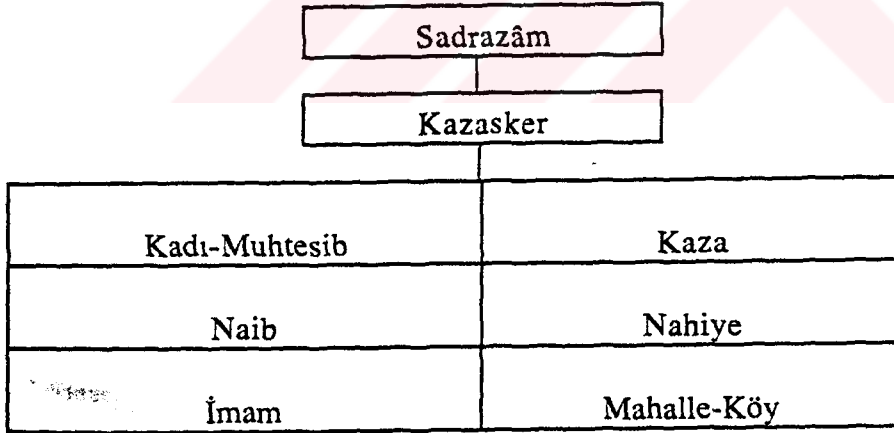 Sadrazâm
Kazasker
Kadı-Muhtesib Kaza
Naib Nahiye
İmam Mahalle-Köy